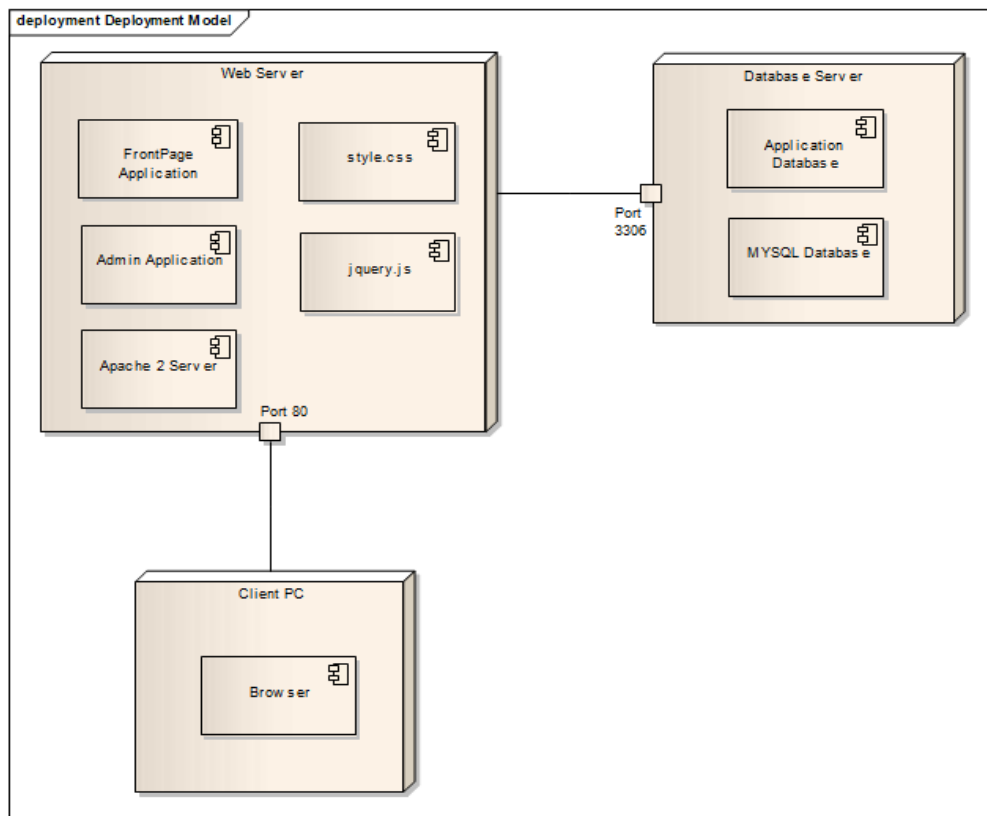 deployment Deployment Model
Web Server
FrontPage
Application
style.css
Admin Application
jquery.js
Apache 2 Server
Port 80
Database Server
Application
Database
Port
3306
MYSQL Database
Client PC
Browser